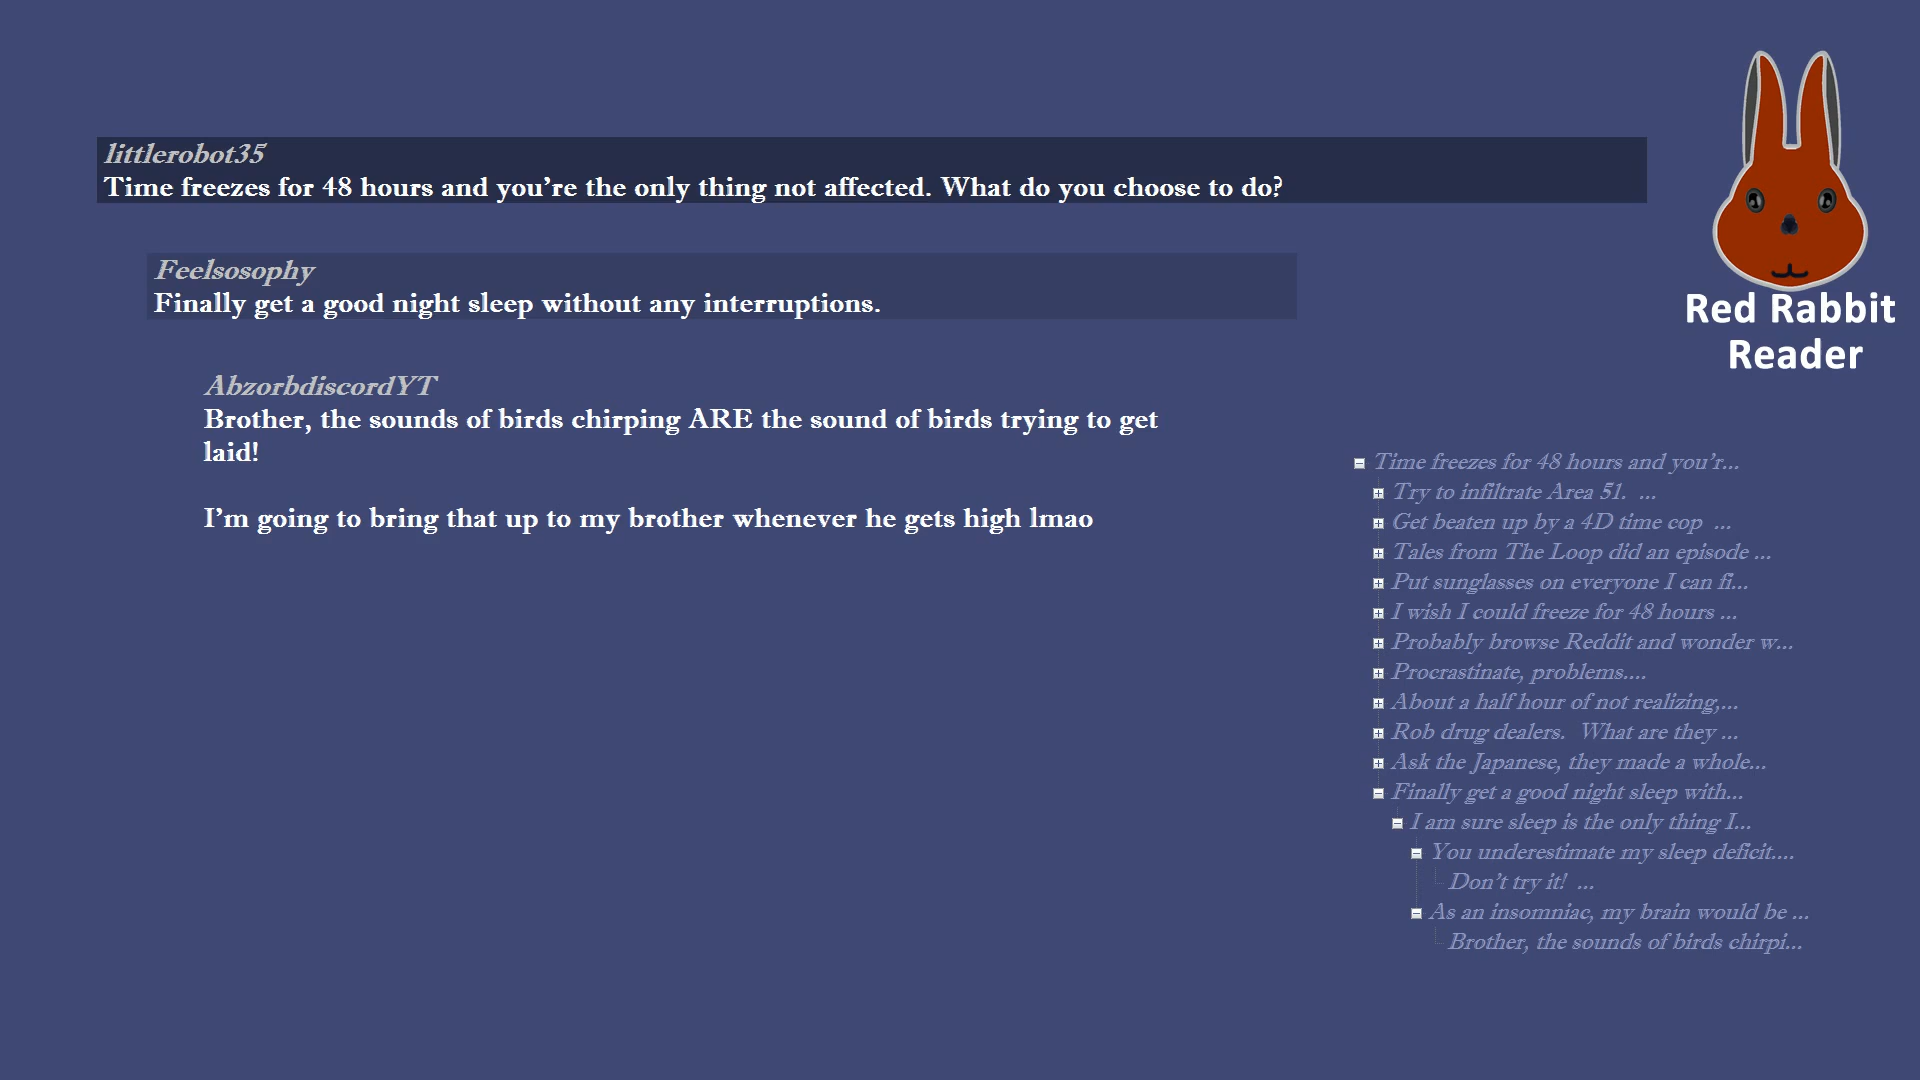 littlerobot35
Time freezes for 48 hours and you're the only thing not affected. What do you choose to do?
Feelsosophy
Finally get a good night sleep without any interruptions.
AbzorbdiscordYT
Brother, the sounds of birds chirping ARE the sound of birds trying to get
laid!
I'm going to bring that up to my brother whenever he gets high lmao
Red Rabbit
Reader
Time freezes for 48 hours and you'r...
Try to infiltrate Area 51. ...
Get beaten up by a 4D time cop ...
Tales from The Loop did an episode ...
Put sunglasses on everyone I can fi...
I wish I could freeze for 48 hours ...
Probably browse Reddit and wonder w...
Procrastinate, problems....
About a half hour of not realizing,...
Rob drug dealers. What are they ...
Ask the Japanese, they made a whole...
Finally get a good night sleep with...
I am sure sleep is the only thing I...
You underestimate my sleep deficit....
Don't try it! ...
As an insomniac, my brain would be ...
Brother, the sounds of birds chirpi...